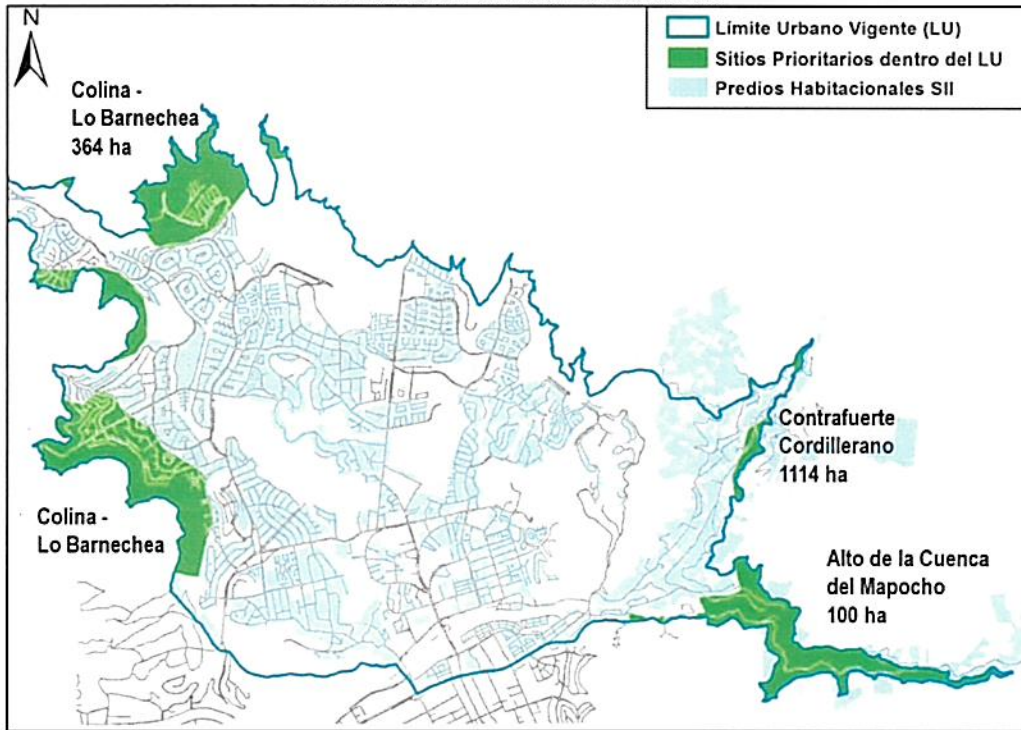 N
Límite Urbano Vigente (LU)
Sitios Prioritarios dentro del LU
Predios Habitacionales SII
Colina -
Lo Barnechea
364 ha
Contrafuerte
Cordillerano
1114 ha
Colina -
Lo Barnechea
Alto de la Cuenca
del Mapocho
100 ha